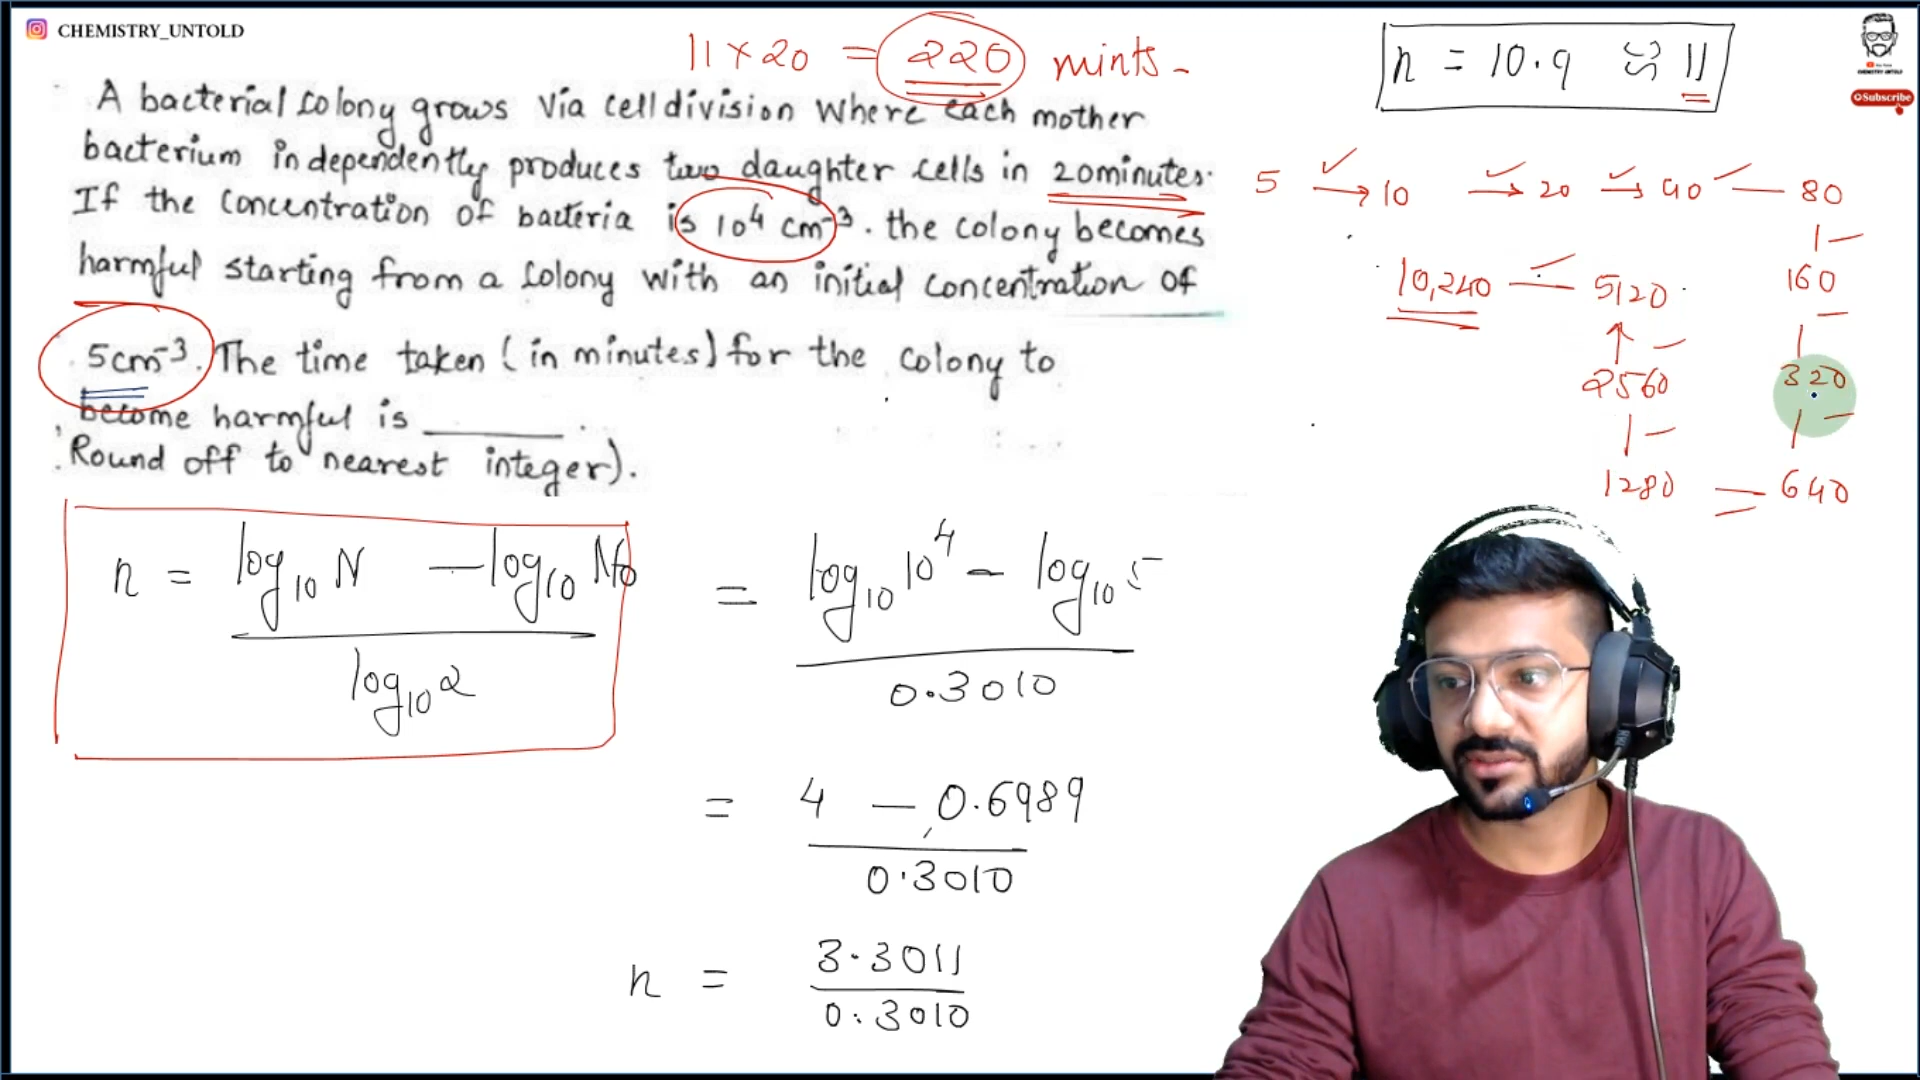 CHEMISTRY_UNTOLD
11 × 20 = 220 mints.
n = 10.9 ≈ 11
CHEMISTRY UNTOLD
Subscribe
A bacterial colony grows via cell division where each mother
bacterium independently produces two daughter cells in 20minutes.
If the concentration of bacteria is 10⁴ cm⁻³. the colony becomes
harmful starting from a colony with an initial concentration of
5cm⁻³. The time taken (in minutes) for the colony to
become harmful is ________.
Round off to nearest integer).
5 → 10 → 20 → 40 — 80
160
320
640
1280
2560
5120
10,240
n = log₁₀ N - log₁₀ N₀
log₁₀ 2
= log₁₀ 10⁴ - log₁₀ 5
0.3010
= 4 - 0.6989
0.3010
n = 3.3011
0.3010